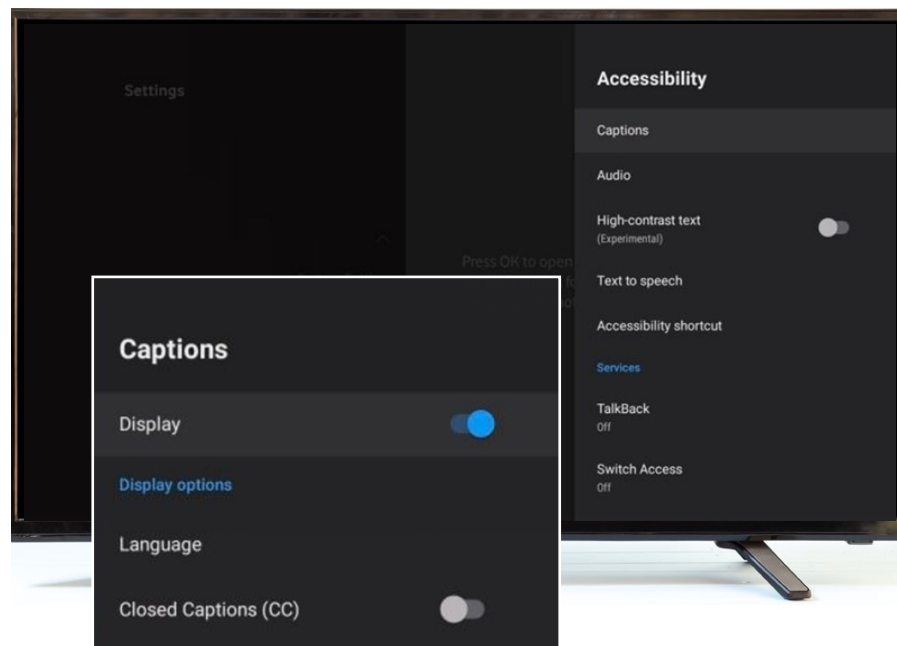 Settings
Press OK to open
Accessibility
Captions
Audio
High-contrast text
(Experimental)
Text to speech
Accessibility shortcut
Services
TalkBack
Off
Switch Access
Off
Captions
Display
Display options
Language
Closed Captions (CC)